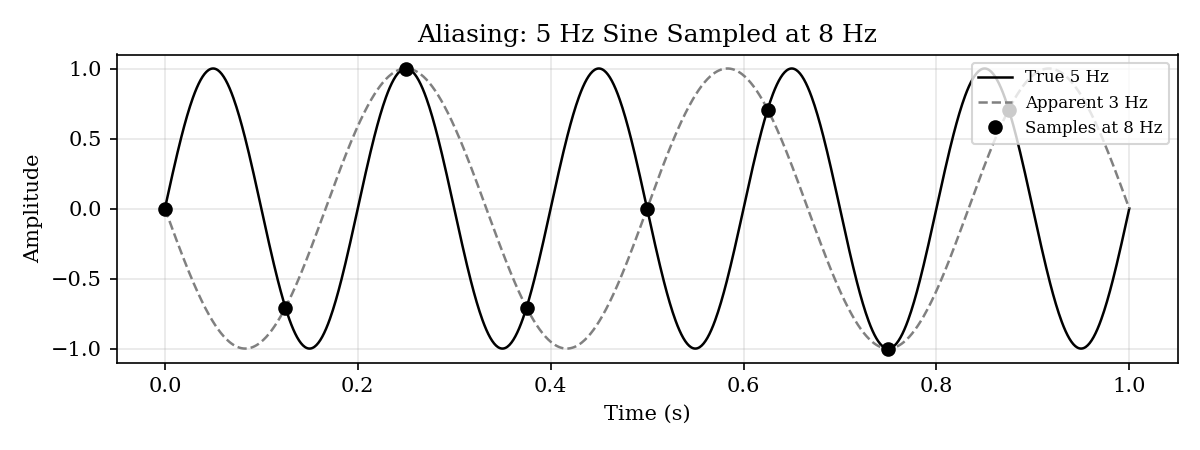 Aliasing: 5 Hz Sine Sampled at 8 Hz
True 5 Hz
Apparent 3 Hz
Samples at 8 Hz
Amplitude
1.0
0.5
0.0
−0.5
−1.0
0.0 0.2 0.4 0.6 0.8 1.0
Time (s)